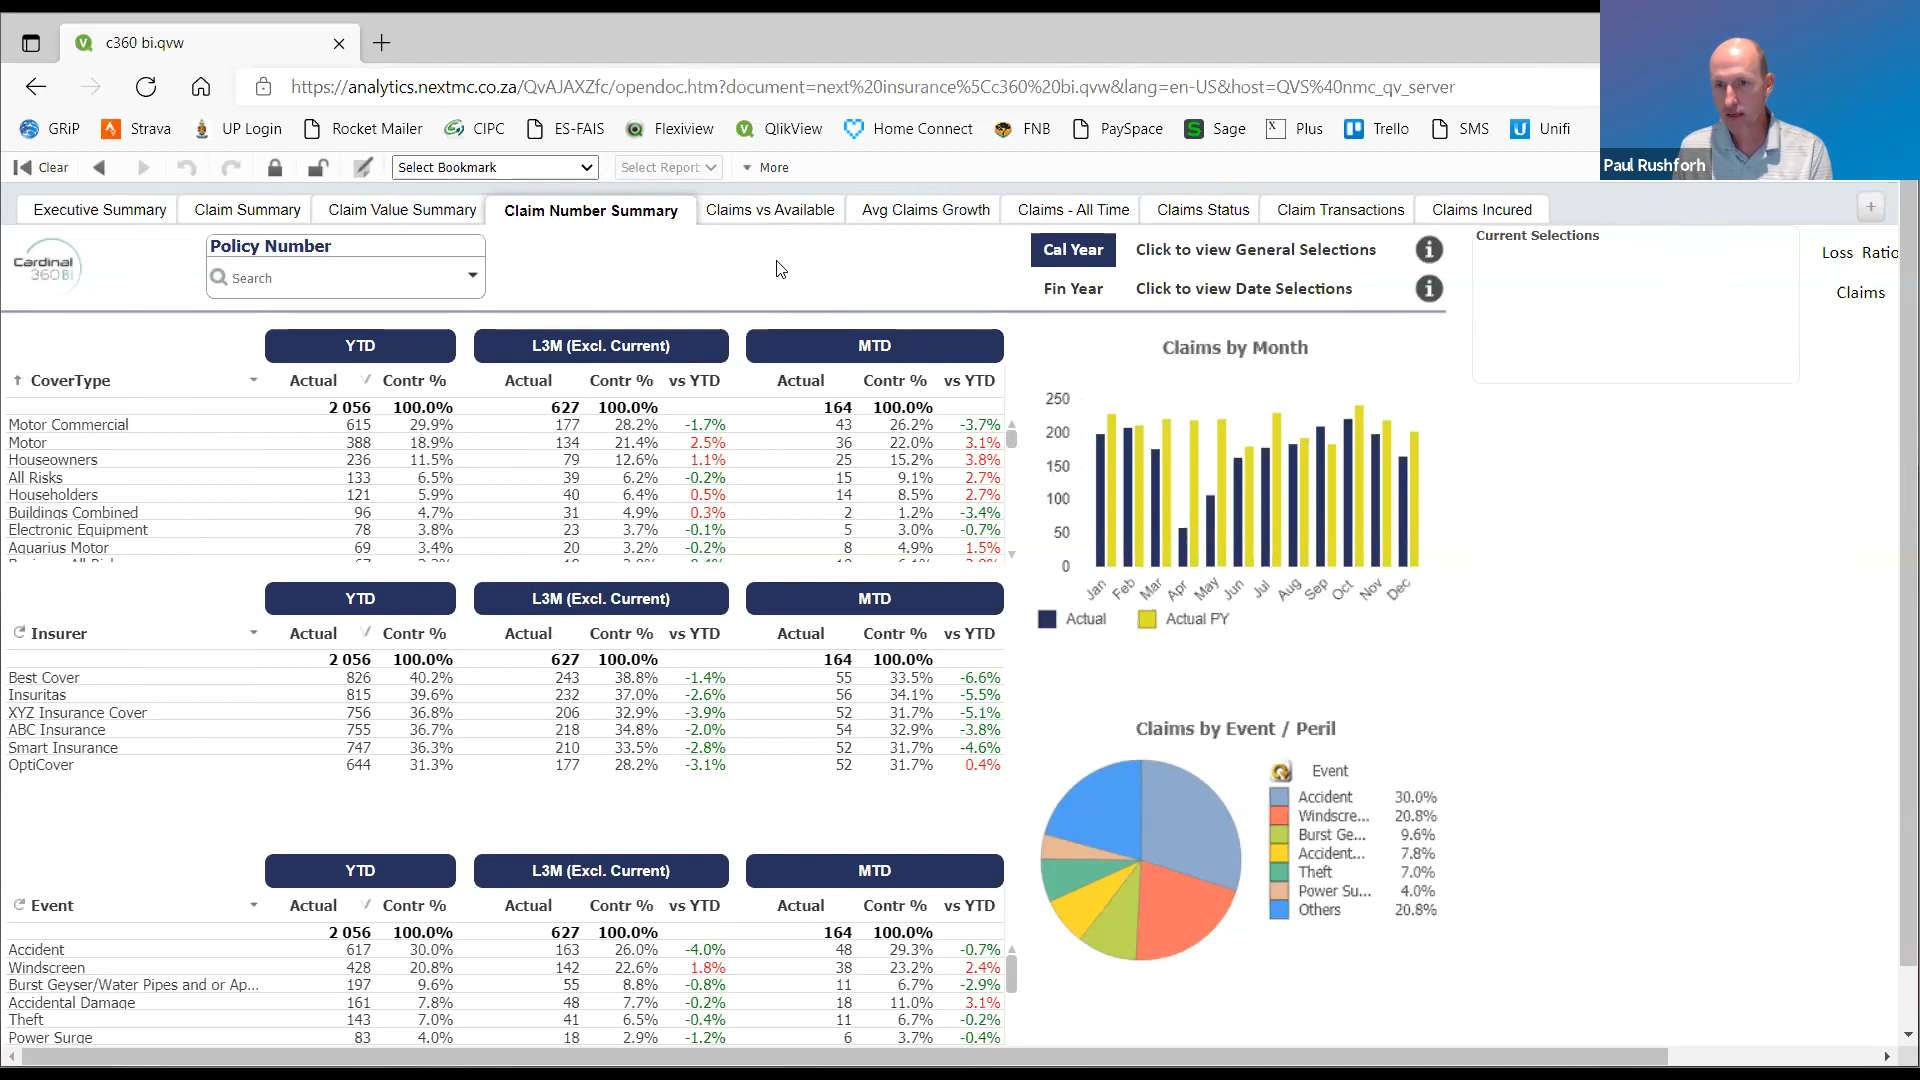 c360 bi.qvw
https://analytics.nextmc.co.za/QvAJAXZfc/opendoc.htm?document=next%20insurance%5Cc360%20bi.qvw&lang=en-US&host=QVS%40nmc_qv_server
GRiP Strava UP Login Rocket Mailer CIPC ES-FAIS Flexiview QlikView Home Connect FNB PaySpace Sage Plus Trello SMS Unifi
Paul Rushforh
Clear Select Bookmark Select Report More
Executive Summary Claim Summary Claim Value Summary Claim Number Summary Claims vs Available Avg Claims Growth Claims - All Time Claims Status Claim Transactions Claims Incured
Cardinal
360BI
Policy Number
Search
Cal Year Click to view General Selections
Fin Year Click to view Date Selections
Current Selections
Loss Ratio
Claims
YTD L3M (Excl. Current) MTD
CoverType Actual Contr % Actual Contr % vs YTD Actual Contr % vs YTD
2 056 100.0% 627 100.0% 164 100.0%
Motor Commercial 615 29.9% 177 28.2% -1.7% 43 26.2% -3.7%
Motor 388 18.9% 134 21.4% 2.5% 36 22.0% 3.1%
Houseowners 236 11.5% 79 12.6% 1.1% 25 15.2% 3.8%
All Risks 133 6.5% 39 6.2% -0.2% 15 9.1% 2.7%
Householders 121 5.9% 40 6.4% 0.5% 14 8.5% 2.7%
Buildings Combined 96 4.7% 31 4.9% 0.3% 2 1.2% -3.4%
Electronic Equipment 78 3.8% 23 3.7% -0.1% 5 3.0% -0.7%
Aquarius Motor 69 3.4% 20 3.2% -0.2% 8 4.9% 1.5%
YTD L3M (Excl. Current) MTD
Insurer Actual Contr % Actual Contr % vs YTD Actual Contr % vs YTD
2 056 100.0% 627 100.0% 164 100.0%
Best Cover 826 40.2% 243 38.8% -1.4% 55 33.5% -6.6%
Insuritas 815 39.6% 232 37.0% -2.6% 56 34.1% -5.5%
XYZ Insurance Cover 756 36.8% 206 32.9% -3.9% 52 31.7% -5.1%
ABC Insurance 755 36.7% 218 34.8% -2.0% 54 32.9% -3.8%
Smart Insurance 747 36.3% 210 33.5% -2.8% 52 31.7% -4.6%
OptiCover 644 31.3% 177 28.2% -3.1% 52 31.7% 0.4%
YTD L3M (Excl. Current) MTD
Event Actual Contr % Actual Contr % vs YTD Actual Contr % vs YTD
2 056 100.0% 627 100.0% 164 100.0%
Accident 617 30.0% 163 26.0% -4.0% 48 29.3% -0.7%
Windscreen 428 20.8% 142 22.6% 1.8% 38 23.2% 2.4%
Burst Geyser/Water Pipes and or Ap... 197 9.6% 55 8.8% -0.8% 11 6.7% -2.9%
Accidental Damage 161 7.8% 48 7.7% -0.2% 18 11.0% 3.1%
Theft 143 7.0% 41 6.5% -0.4% 11 6.7% -0.2%
Power Surge 83 4.0% 18 2.9% -1.2% 6 3.7% -0.4%
Claims by Month
250
200
150
100
50
0
Jan Feb Mar Apr May Jun Jul Aug Sep Oct Nov Dec
Actual Actual PY
Claims by Event / Peril
Event
Accident 30.0%
Windscre... 20.8%
Burst Ge... 9.6%
Accident... 7.8%
Theft 7.0%
Power Su... 4.0%
Others 20.8%